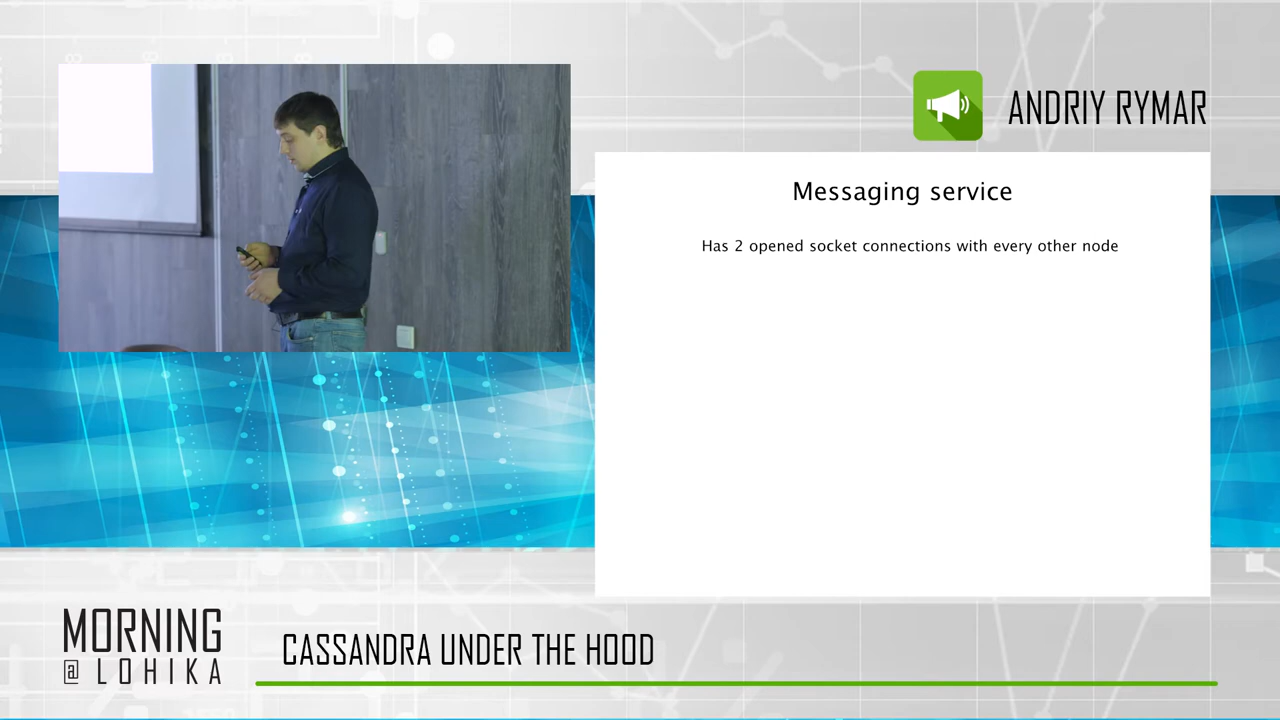 ANDRIY RYMAR
Messaging service
Has 2 opened socket connections with every other node
MORNING
@ LOHIKA
CASSANDRA UNDER THE HOOD